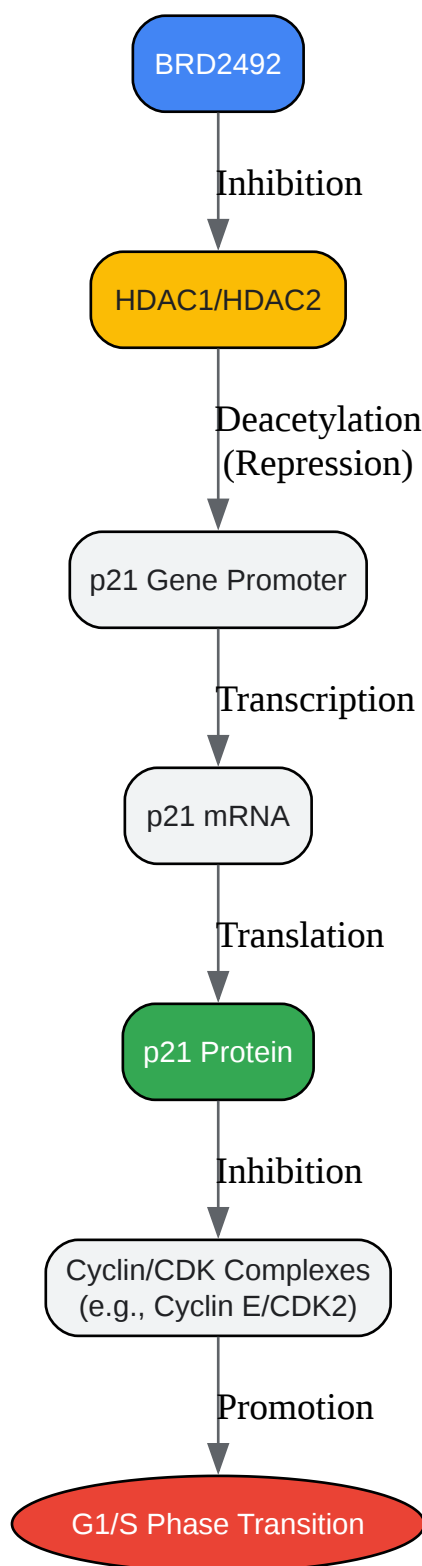 BRD2492
Inhibition
HDAC1/HDAC2
Deacetylation
(Repression)
p21 Gene Promoter
Transcription
p21 mRNA
Translation
p21 Protein
Inhibition
Cyclin/CDK Complexes
(e.g., Cyclin E/CDK2)
Promotion
G1/S Phase Transition